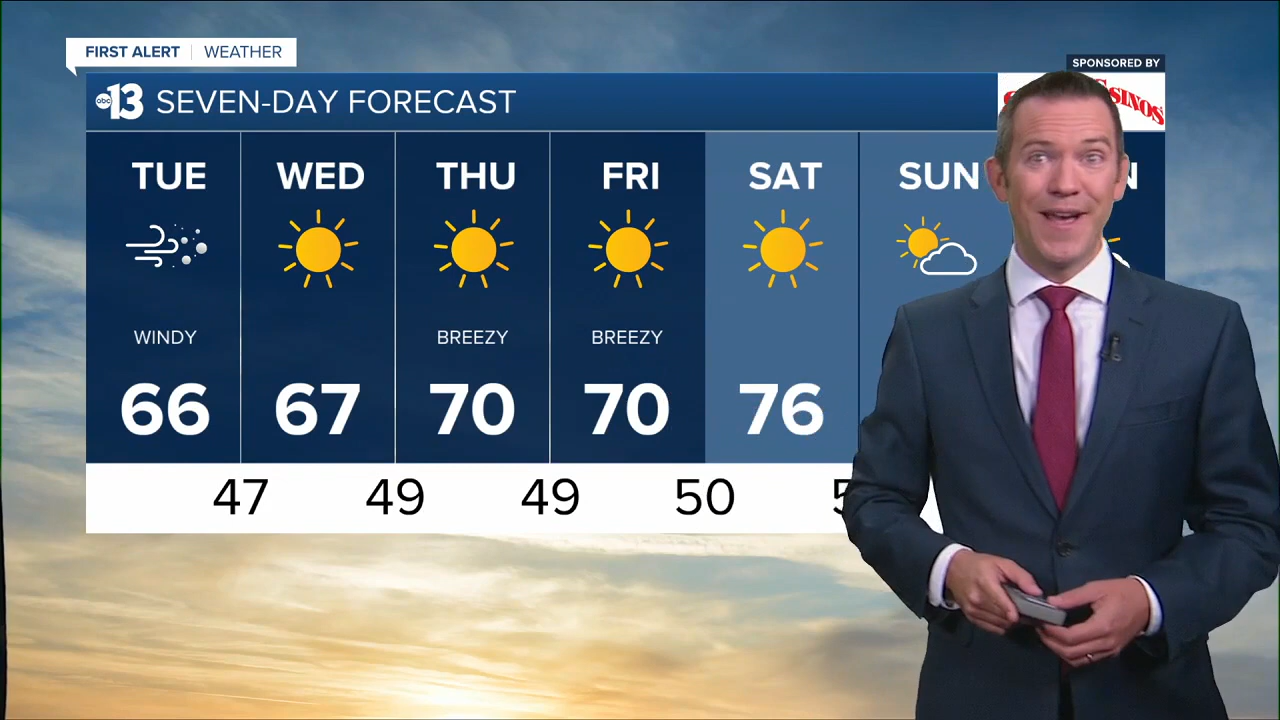 FIRST ALERT WEATHER
SPONSORED BY
abc 13 SEVEN-DAY FORECAST
TUE WED THU FRI SAT SUN
WINDY BREEZY BREEZY
66 67 70 70 76
47 49 49 50